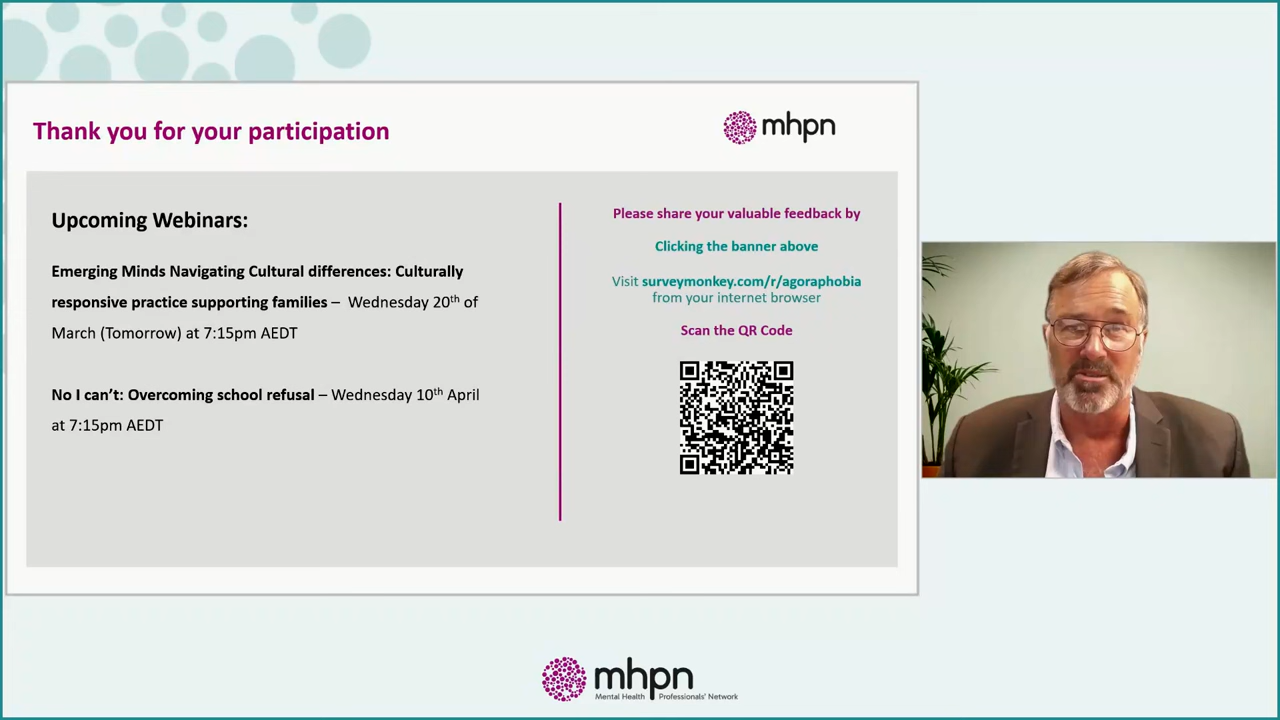 Thank you for your participation
mhpn
Upcoming Webinars:
Emerging Minds Navigating Cultural differences: Culturally
responsive practice supporting families – Wednesday 20th of
March (Tomorrow) at 7:15pm AEDT
No I can't: Overcoming school refusal – Wednesday 10th April
at 7:15pm AEDT
Please share your valuable feedback by
Clicking the banner above
Visit surveymonkey.com/r/agoraphobia
from your internet browser
Scan the QR Code
mhpn
Mental Health Professionals' Network